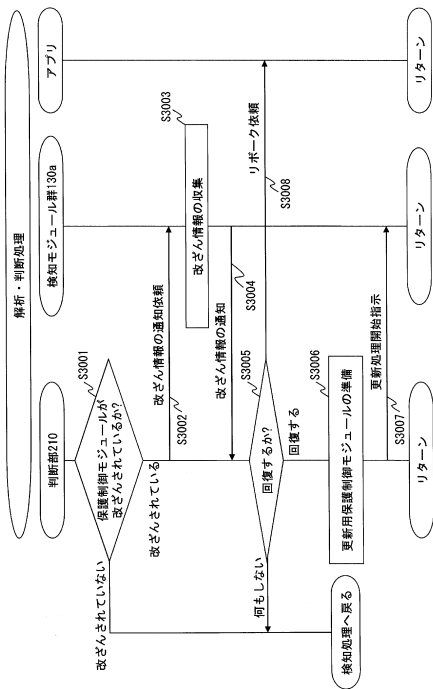 解析・判断処理
判断部210
検知モジュール群130a
アプリ
S3001
保護制御モジュールが
改ざんされているか?
改ざんされていない
改ざんされている
改ざん情報の通知依頼
S3002
S3003
改ざん情報の収集
改ざん情報の通知
S3004
S3005
回復するか?
何もしない
回復する
リボーク依頼
S3008
S3006
更新用保護制御モジュールの準備
更新処理開始指示
S3007
検知処理へ戻る
リターン
リターン
リターン